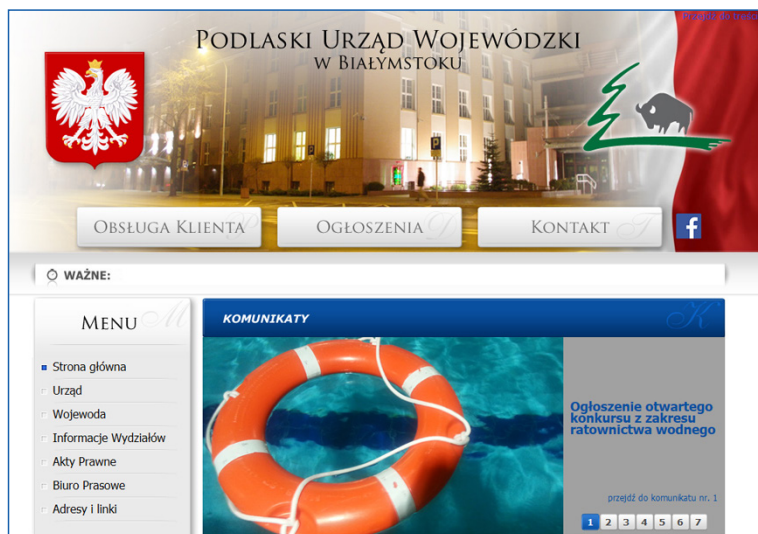 Podlaski Urząd Wojewódzki
w Białymstoku
Obsługa Klienta
Ogłoszenia
Kontakt
WAŻNE:
Menu
Strona główna
Urząd
Wojewoda
Informacje Wydziałów
Akty Prawne
Biuro Prasowe
Adresy i linki
KOMUNIKATY
Ogłoszenie otwartego
konkursu z zakresu
ratownictwa wodnego
przejdź do komunikatu nr. 1
1 2 3 4 5 6 7